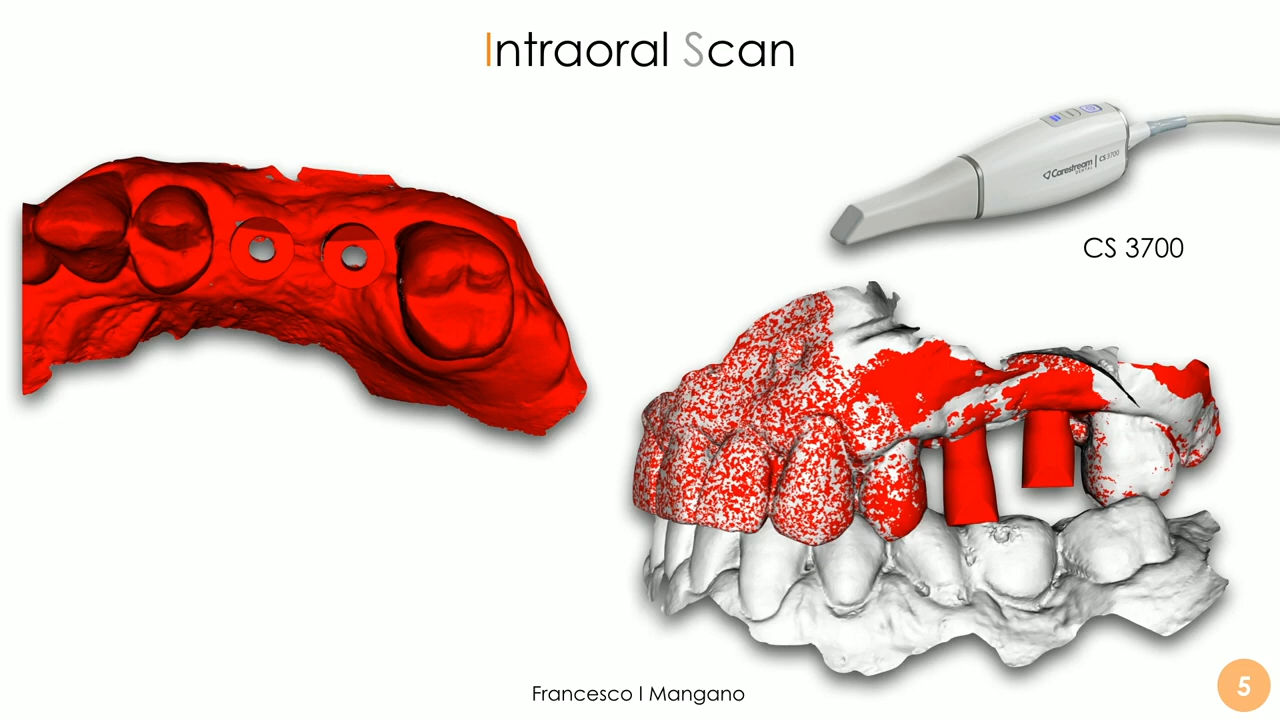 Intraoral Scan
Carestream | CS 3700
DENTAL
CS 3700
Francesco I Mangano
5